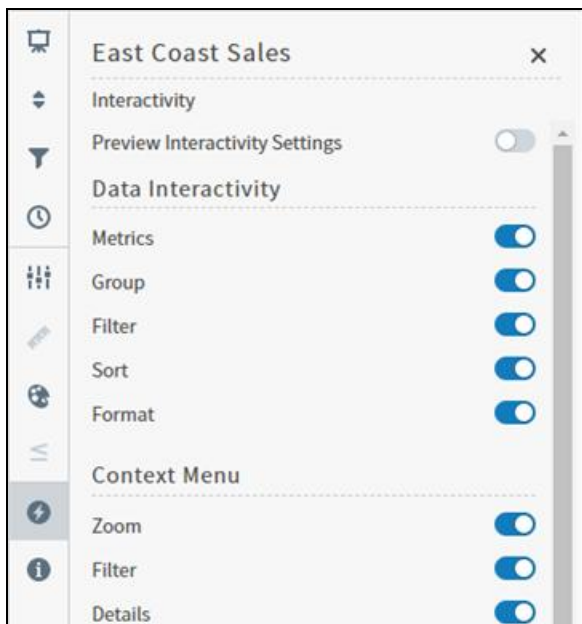 East Coast Sales
Interactivity
Preview Interactivity Settings
Data Interactivity
Metrics
Group
Filter
Sort
Format
Context Menu
Zoom
Filter
Details